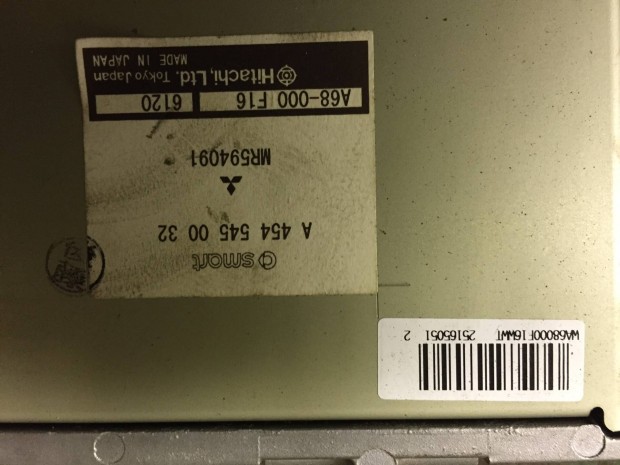 smart
A 454 545 00 32
MR594091
A68-000 F16 6120
Hitachi, Ltd. Tokyo Japan
MADE IN JAPAN
WA68000F16WWT 25165051 2